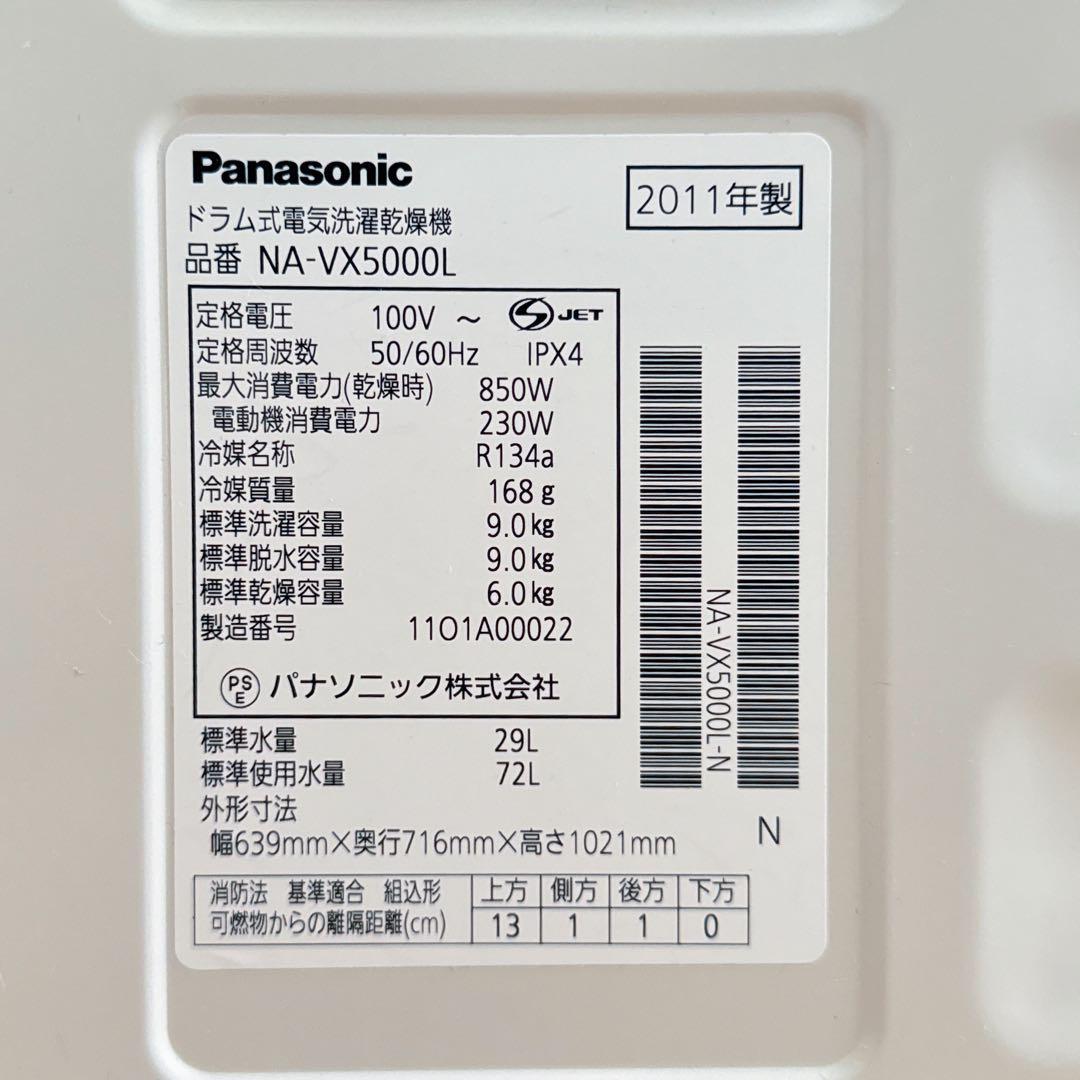 Panasonic
2011年製
ドラム式電気洗濯乾燥機
品番 NA-VX5000L
定格電圧 100V ～ S JET
定格周波数 50/60Hz IPX4
最大消費電力(乾燥時) 850W
電動機消費電力 230W
冷媒名称 R134a
冷媒質量 168g
標準洗濯容量 9.0kg
標準脱水容量 9.0kg
標準乾燥容量 6.0kg
製造番号 11O1A00022
PSE パナソニック株式会社
NA-VX5000L-N
標準水量 29L
標準使用水量 72L
外形寸法
幅639mm×奥行716mm×高さ1021mm
N
消防法 基準適合 組込形 上方 側方 後方 下方
可燃物からの離隔距離(cm) 13 1 1 0